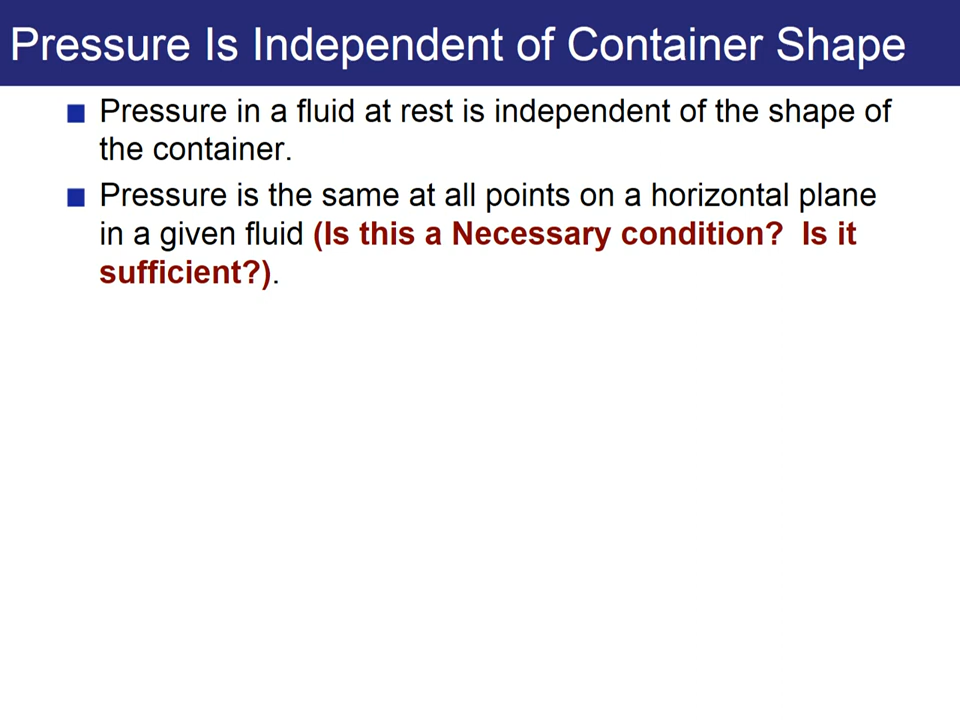 Pressure Is Independent of Container Shape
Pressure in a fluid at rest is independent of the shape of
the container.
Pressure is the same at all points on a horizontal plane
in a given fluid (Is this a Necessary condition?  Is it
sufficient?).